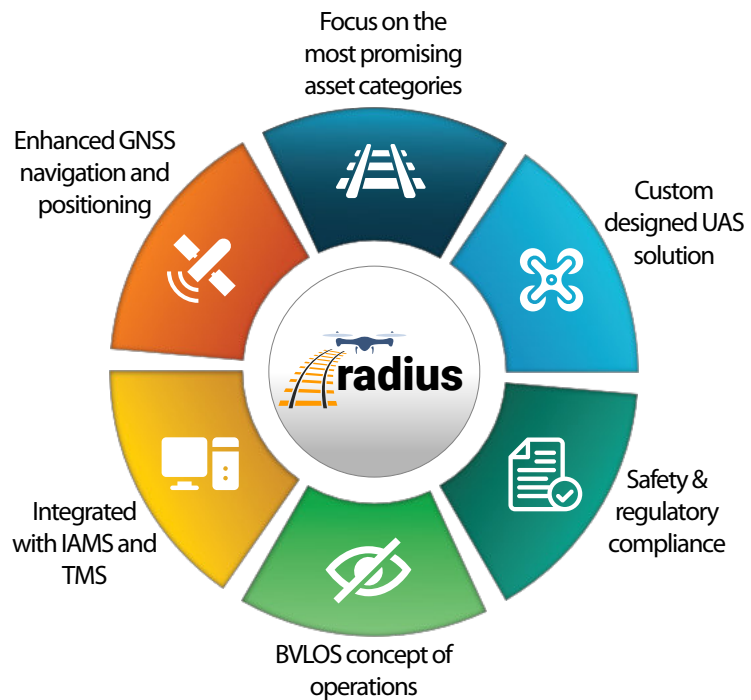 Focus on the
most promising
asset categories
Enhanced GNSS
navigation and
positioning
Custom
designed UAS
solution
radius
Integrated
with IAMS and
TMS
Safety &
regulatory
compliance
BVLOS concept of
operations